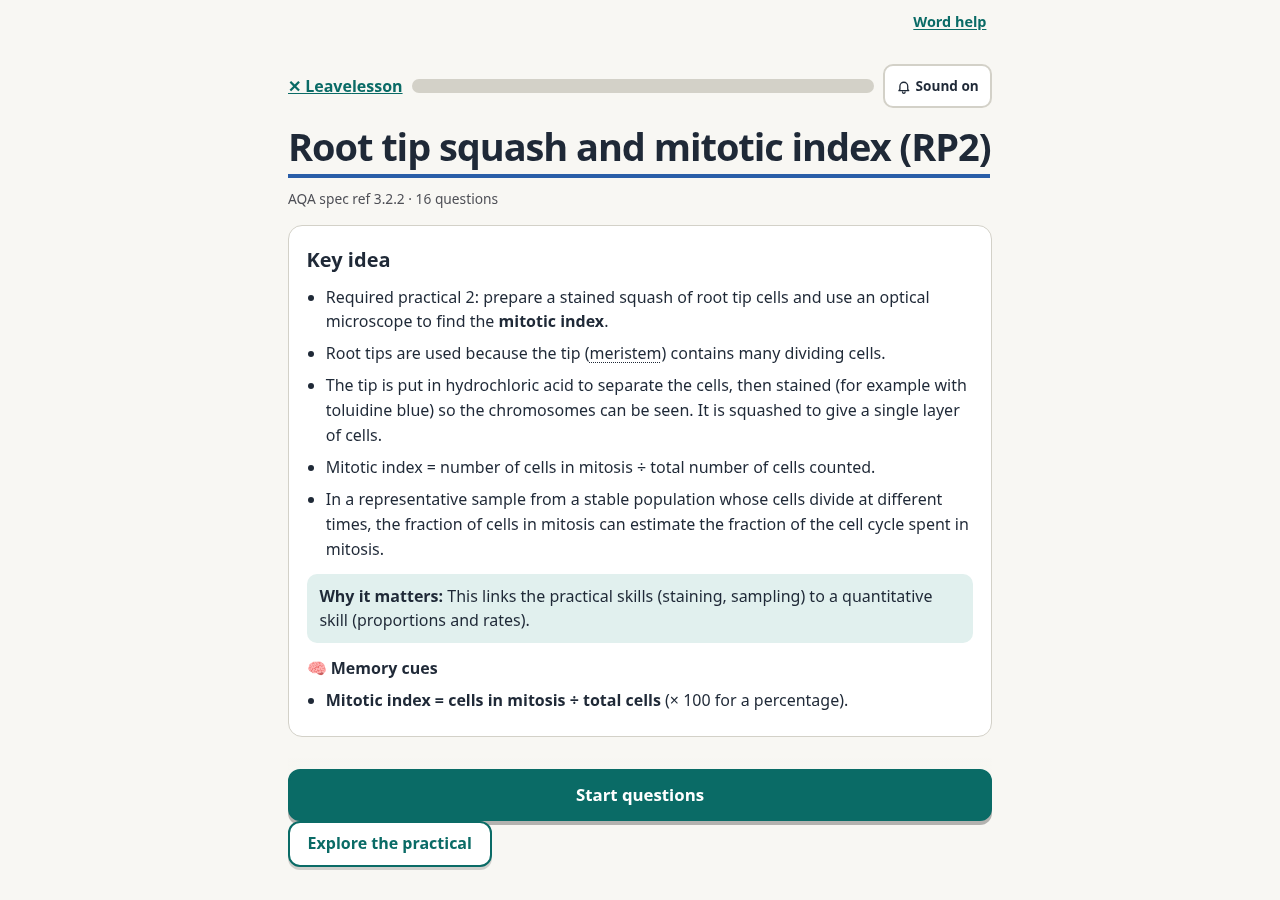 Word help
✕ Leavelesson
Sound on
Root tip squash and mitotic index (RP2)
AQA spec ref 3.2.2 · 16 questions
Key idea
• Required practical 2: prepare a stained squash of root tip cells and use an optical
microscope to find the mitotic index.
• Root tips are used because the tip (meristem) contains many dividing cells.
• The tip is put in hydrochloric acid to separate the cells, then stained (for example with
toluidine blue) so the chromosomes can be seen. It is squashed to give a single layer
of cells.
• Mitotic index = number of cells in mitosis ÷ total number of cells counted.
• In a representative sample from a stable population whose cells divide at different
times, the fraction of cells in mitosis can estimate the fraction of the cell cycle spent in
mitosis.
Why it matters: This links the practical skills (staining, sampling) to a quantitative
skill (proportions and rates).
🧠 Memory cues
• Mitotic index = cells in mitosis ÷ total cells (× 100 for a percentage).
Start questions
Explore the practical